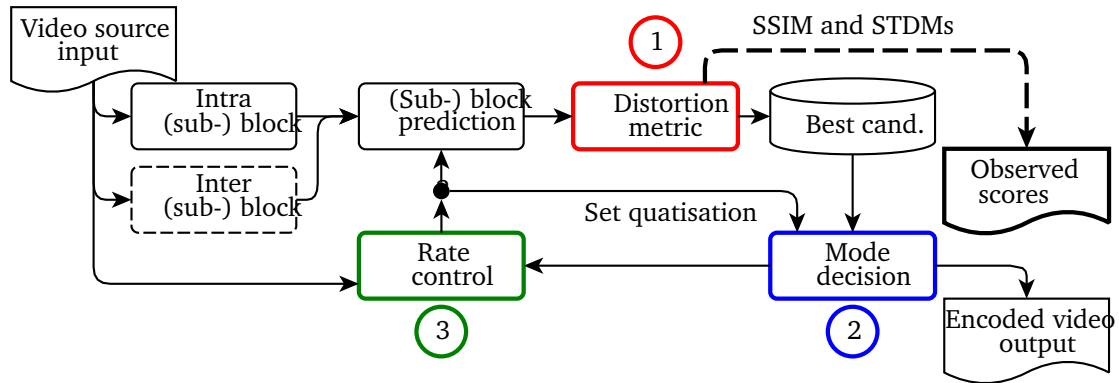 Video source
input
1
SSIM and STDMs
Intra
(sub-) block
(Sub-) block
prediction
Distortion
metric
Best cand.
Inter
(sub-) block
Observed
scores
Set quatisation
Rate
control
Mode
decision
3
2
Encoded video
output